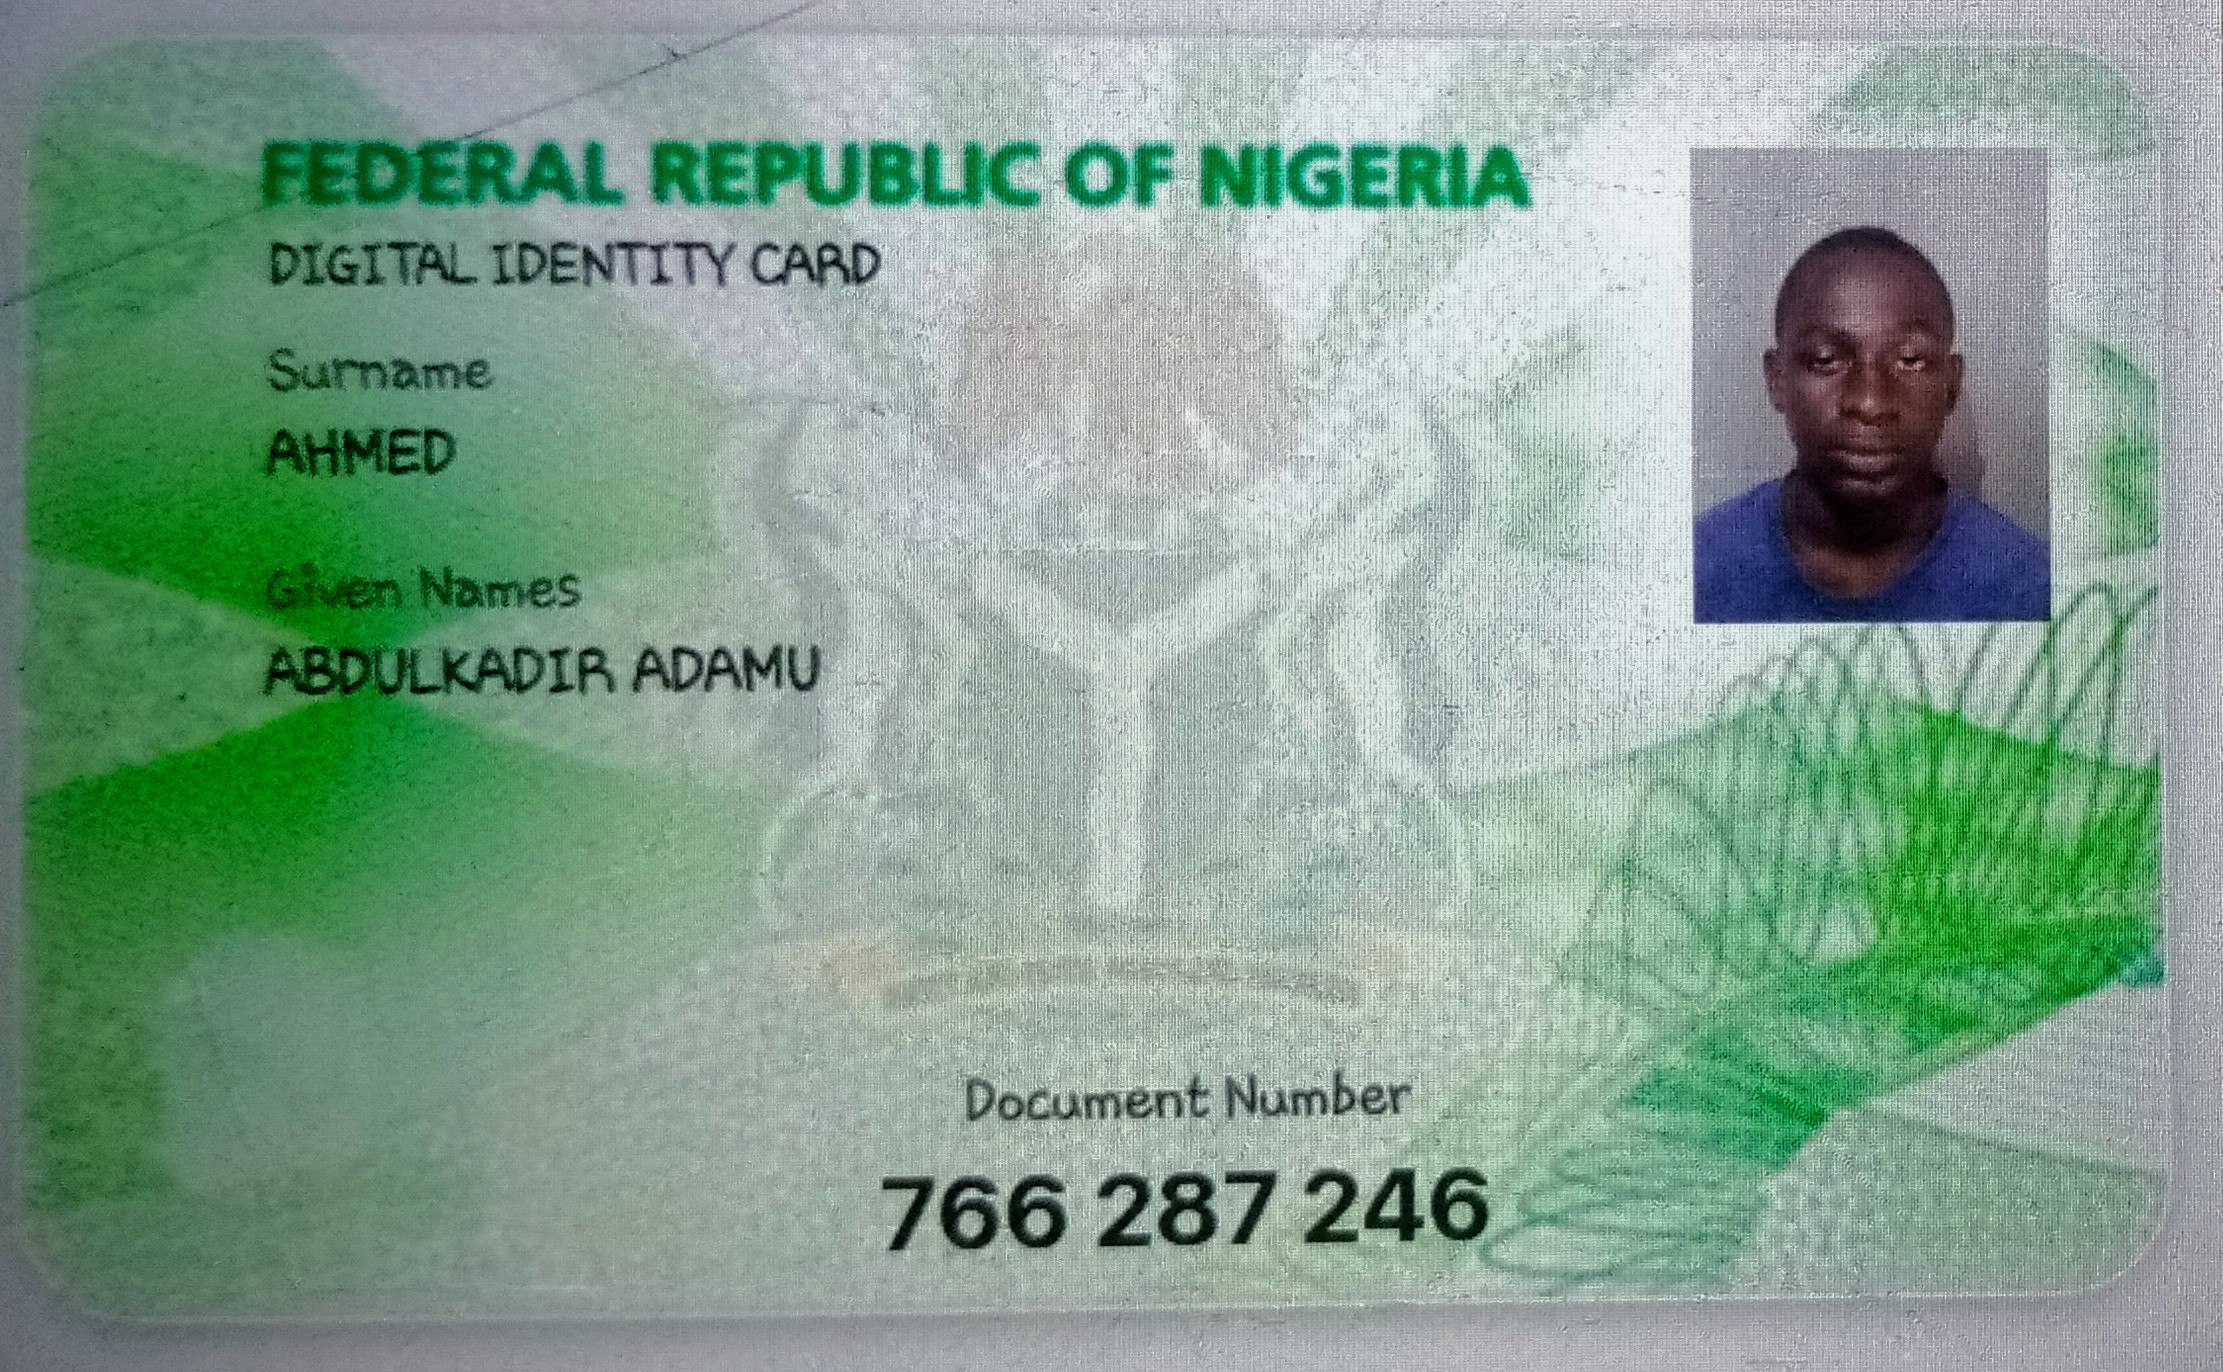 FEDERAL REPUBLIC OF NIGERIA
DIGITAL IDENTITY CARD
Surname
AHMED
Given Names
ABDULKADIR ADAMU
Document Number
766 287 246